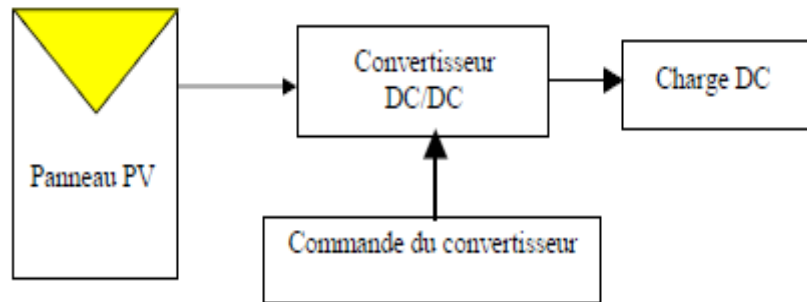 Panneau PV
Convertisseur
DC/DC
Charge DC
Commande du convertisseur